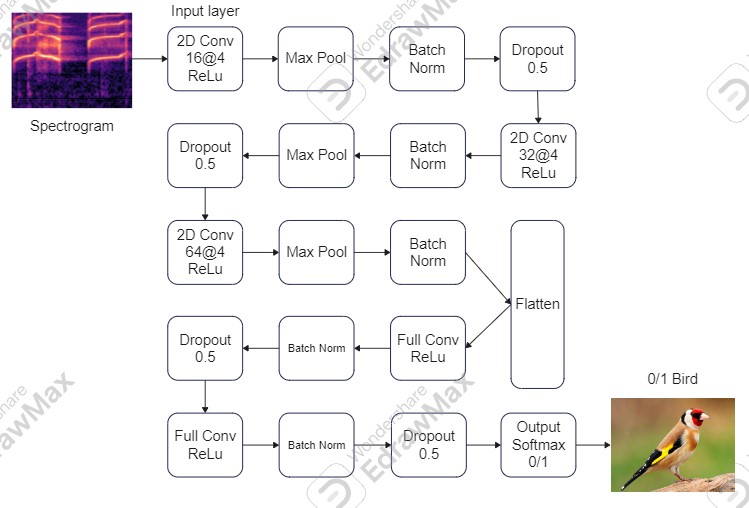 Input layer
2D Conv
16@4
ReLu
Max Pool
Batch
Norm
Dropout
0.5
Spectrogram
Dropout
0.5
Max Pool
Batch
Norm
2D Conv
32@4
ReLu
2D Conv
64@4
ReLu
Max Pool
Batch
Norm
Flatten
Dropout
0.5
Batch Norm
Full Conv
ReLu
0/1 Bird
Full Conv
ReLu
Batch Norm
Dropout
0.5
Output
Softmax
0/1
Wondershare
EdrawMax
Wondershare
EdrawMax